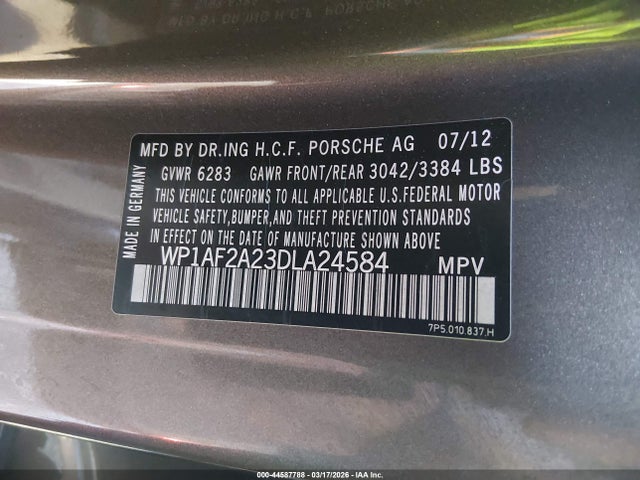 MFD BY DR.ING H.C.F. PORSCHE AG 07/12
GVWR 6283 GAWR FRONT/REAR 3042/3384 LBS
THIS VEHICLE CONFORMS TO ALL APPLICABLE U.S.FEDERAL MOTOR
VEHICLE SAFETY,BUMPER,AND THEFT PREVENTION STANDARDS
IN EFFECT ON THE DATE OF MANUFACTURE SHOWN ABOVE
WP1AF2A23DLA24584 MPV
MADE IN GERMANY
7P5.010.837.H
000-44587788 - 03/17/2026 - IAA Inc.